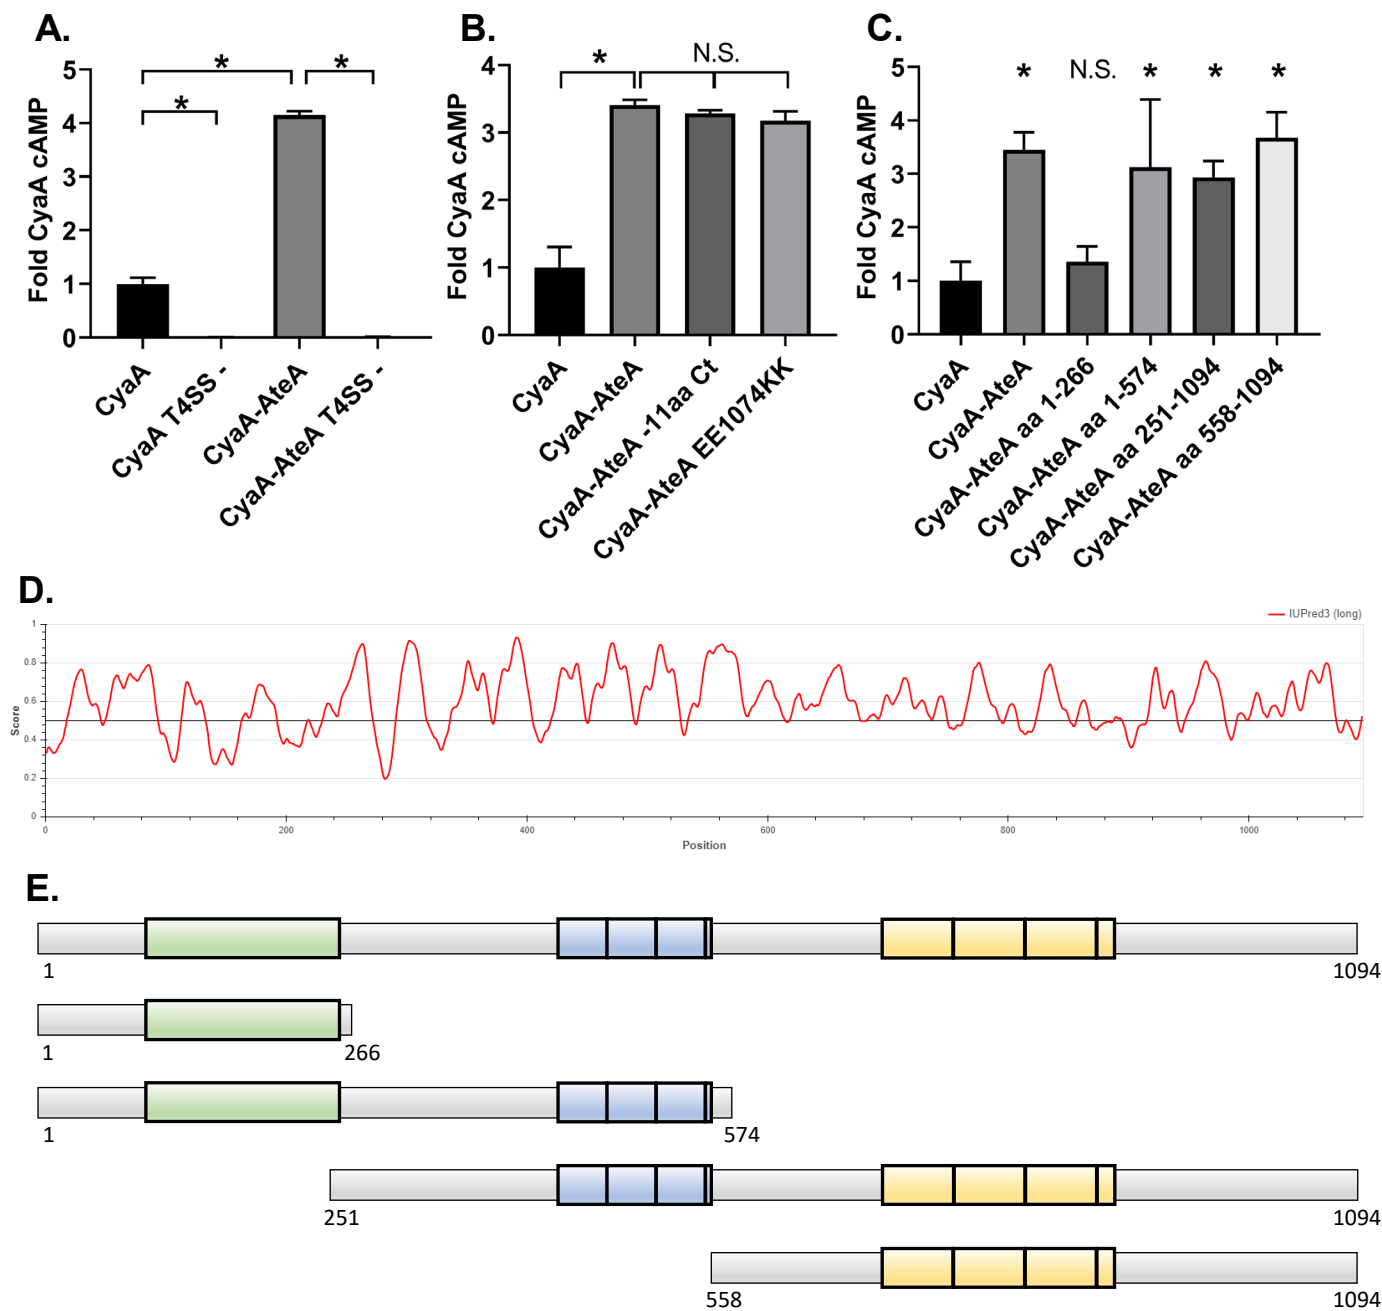 A.
Fold CyaA cAMP
5
4
3
2
1
0
*
*
*
CyaA
CyaA T4SS -
CyaA-AteA
CyaA-AteA T4SS -
B.
Fold CyaA cAMP
4
3
2
1
0
*
N.S.
CyaA
CyaA-AteA
CyaA-AteA -11aa Ct
CyaA-AteA EE1074KK
C.
Fold CyaA cAMP
5
4
3
2
1
0
* N.S. * * *
CyaA
CyaA-AteA
CyaA-AteA aa 1-266
CyaA-AteA aa 1-574
CyaA-AteA aa 251-1094
CyaA-AteA aa 558-1094
D.
IUPred3 (long)
Score
1
0.8
0.6
0.4
0.2
0
0 200 400 600 800 1000
Position
E.
1 1094
1 266
1 574
251 1094
558 1094